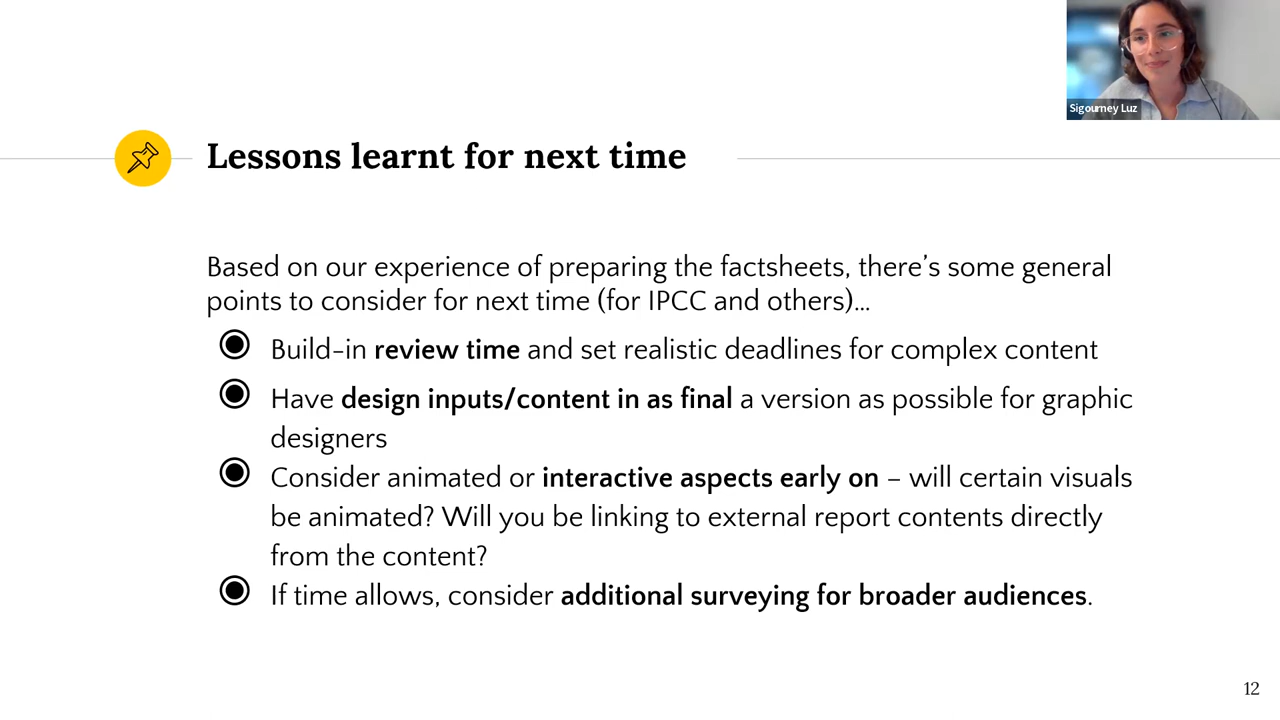 Sigourney Luz
Lessons learnt for next time
Based on our experience of preparing the factsheets, there’s some general
points to consider for next time (for IPCC and others)…
Build-in review time and set realistic deadlines for complex content
Have design inputs/content in as final a version as possible for graphic
designers
Consider animated or interactive aspects early on – will certain visuals
be animated? Will you be linking to external report contents directly
from the content?
If time allows, consider additional surveying for broader audiences.
12